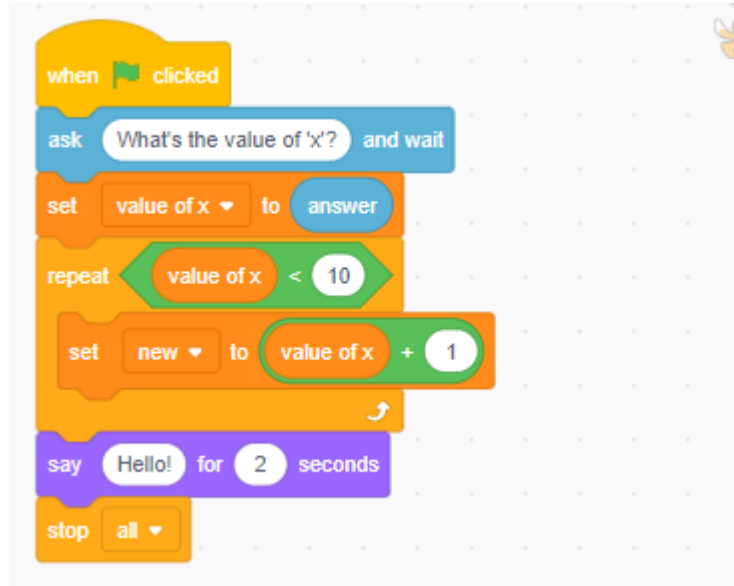 when clicked
ask What's the value of 'x'? and wait
set value of x to answer
repeat value of x < 10
set new to value of x + 1
say Hello! for 2 seconds
stop all